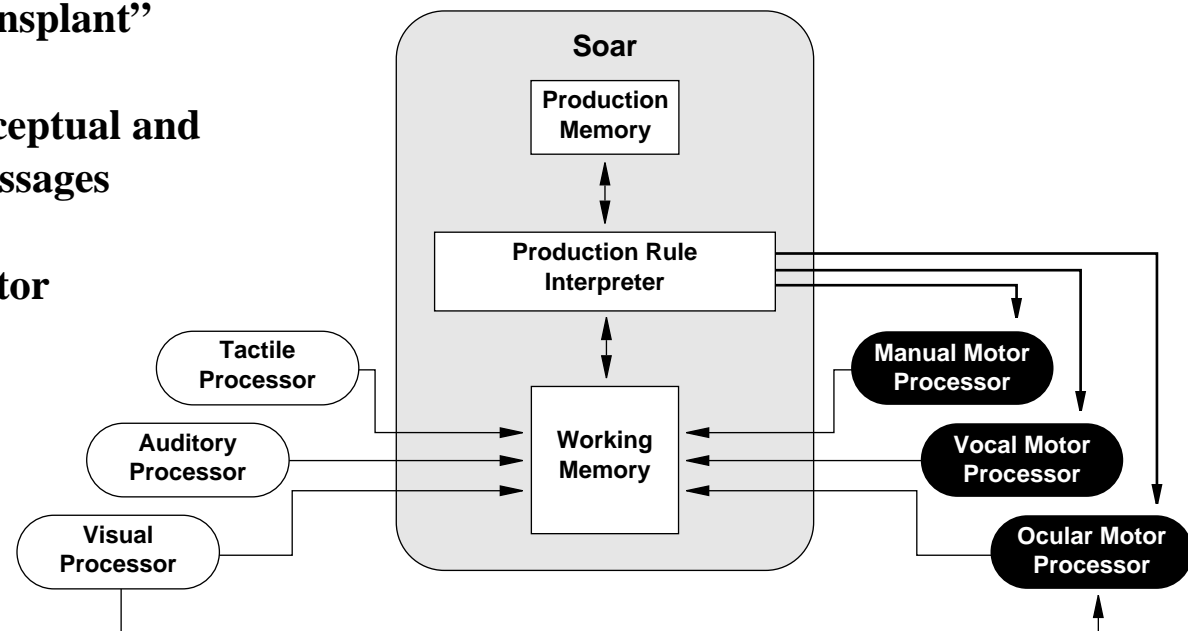 nsplant”
ceptual and
ssages
tor
Soar
Production
Memory
Production Rule
Interpreter
Working
Memory
Tactile
Processor
Auditory
Processor
Visual
Processor
Manual Motor
Processor
Vocal Motor
Processor
Ocular Motor
Processor